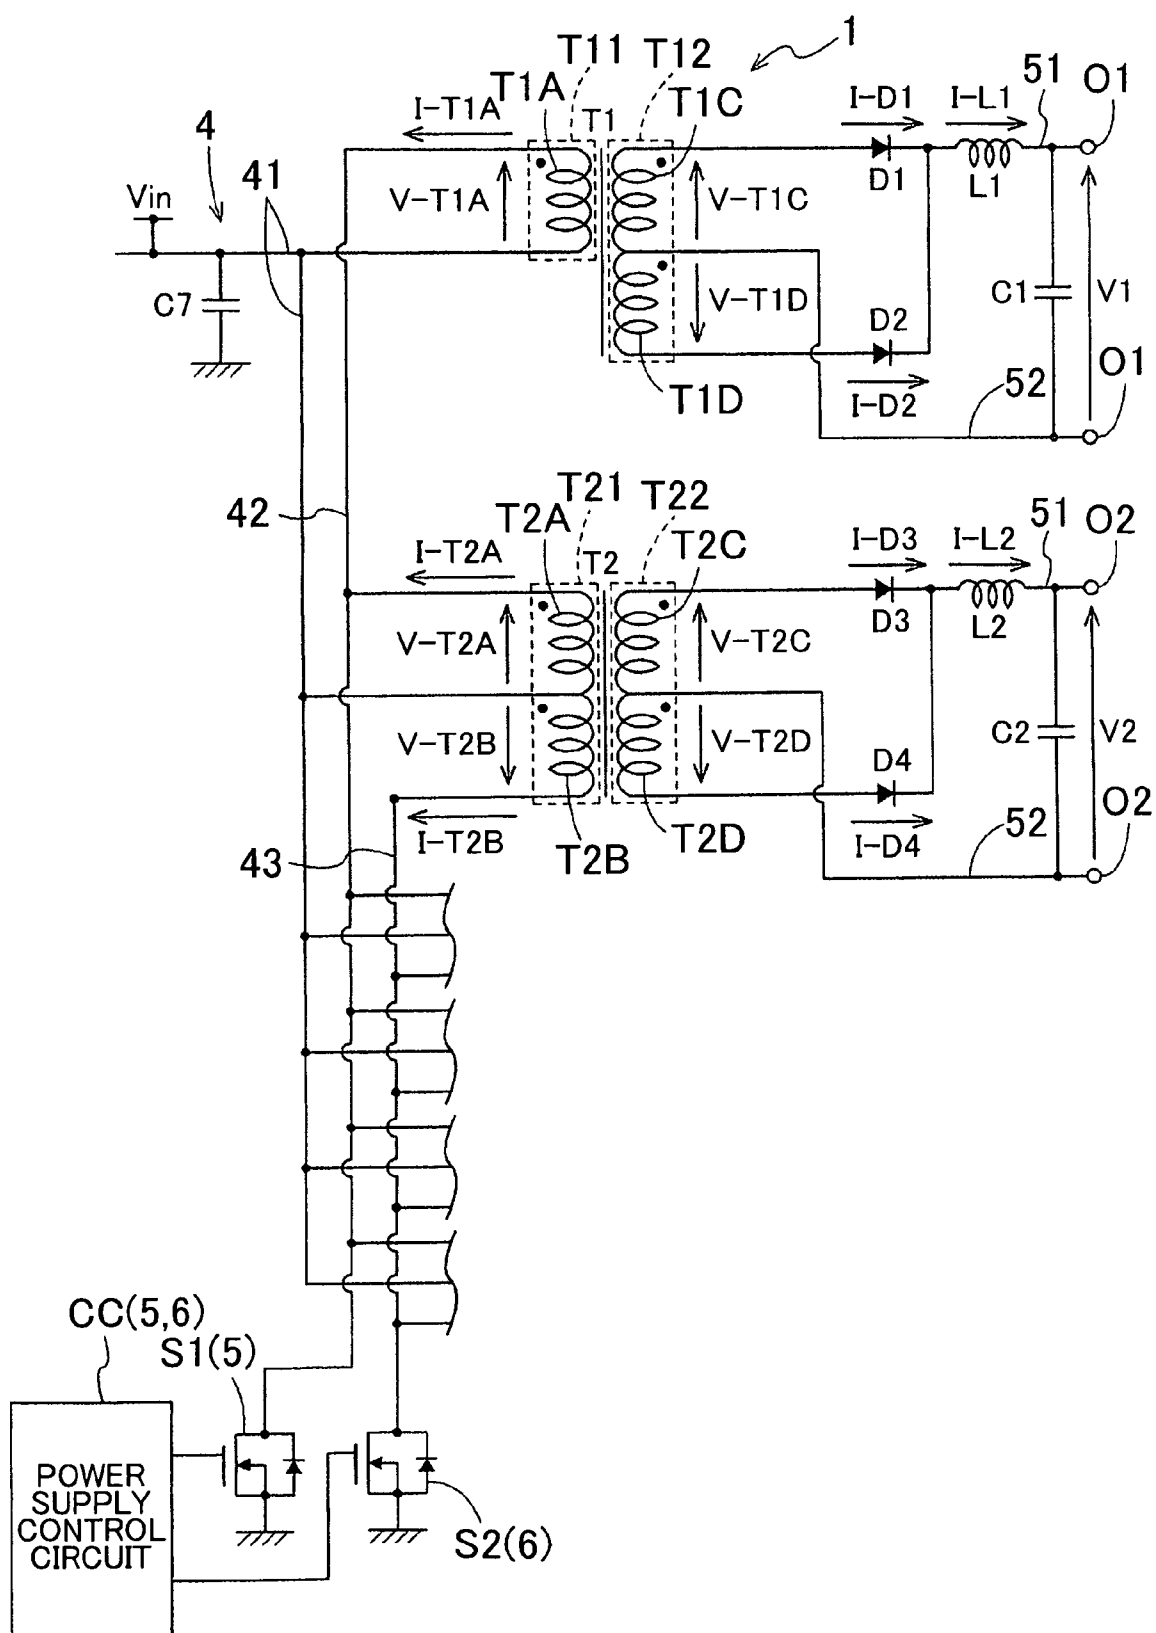 1
T11
T12
T1A
T1
T1C
I-T1A
I-D1
I-L1
51
O1
4
41
Vin
V-T1A
V-T1C
D1
L1
C7
V-T1D
D2
C1
V1
O1
T1D
I-D2
52
T21
T22
51
O2
42
T2A
T2
T2C
I-T2A
I-D3
I-L2
D3
L2
V-T2A
V-T2C
V-T2B
V-T2D
D4
C2
V2
O2
43
I-T2B
T2B
T2D
I-D4
52
CC(5,6)
S1(5)
POWER
SUPPLY
CONTROL
CIRCUIT
S2(6)